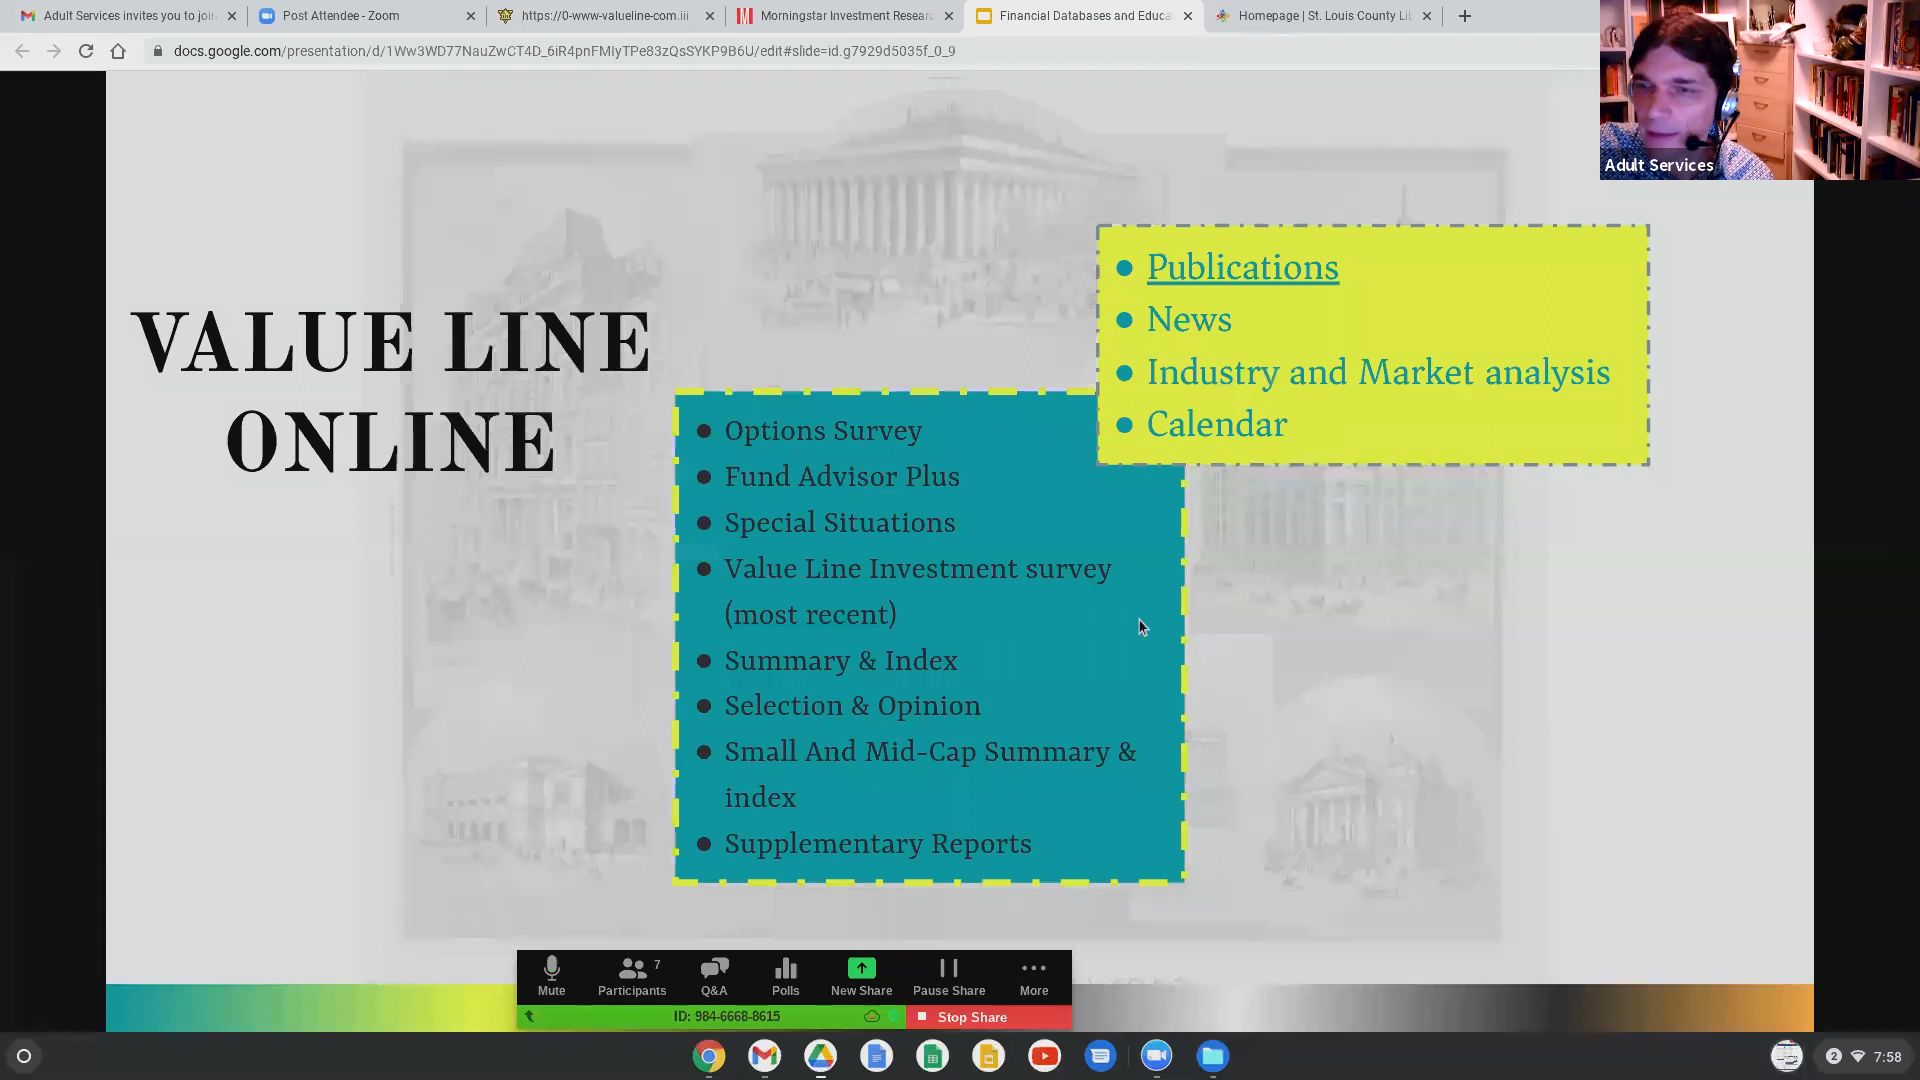 Adult Services invites you to joi
Post Attendee - Zoom
https://0-www-valueline-com.iii
Morningstar Investment Researc
Financial Databases and Educa
Homepage | St. Louis County Li
docs.google.com/presentation/d/1Ww3WD77NauZwCT4D_6iR4pnFMIyTPe83zQsSYKP9B6U/edit#slide=id.g7929d5035f_0_9
Adult Services
VALUE LINE
ONLINE
Publications
News
Industry and Market analysis
Calendar
Options Survey
Fund Advisor Plus
Special Situations
Value Line Investment survey
(most recent)
Summary & Index
Selection & Opinion
Small And Mid-Cap Summary &
index
Supplementary Reports
Mute
Participants 7
Q&A
Polls
New Share
Pause Share
More
ID: 984-6668-8615
Stop Share
2 7:58